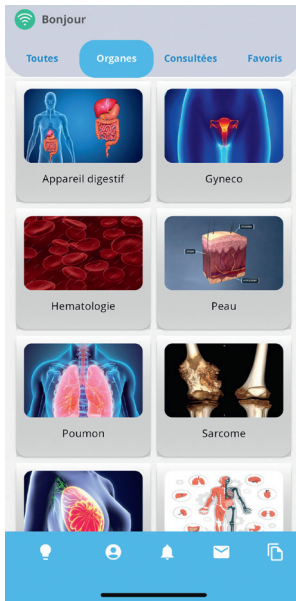 Bonjour
Toutes Organes Consultées Favoris
Appareil digestif Gyneco
Hematologie Peau
Poumon Sarcome